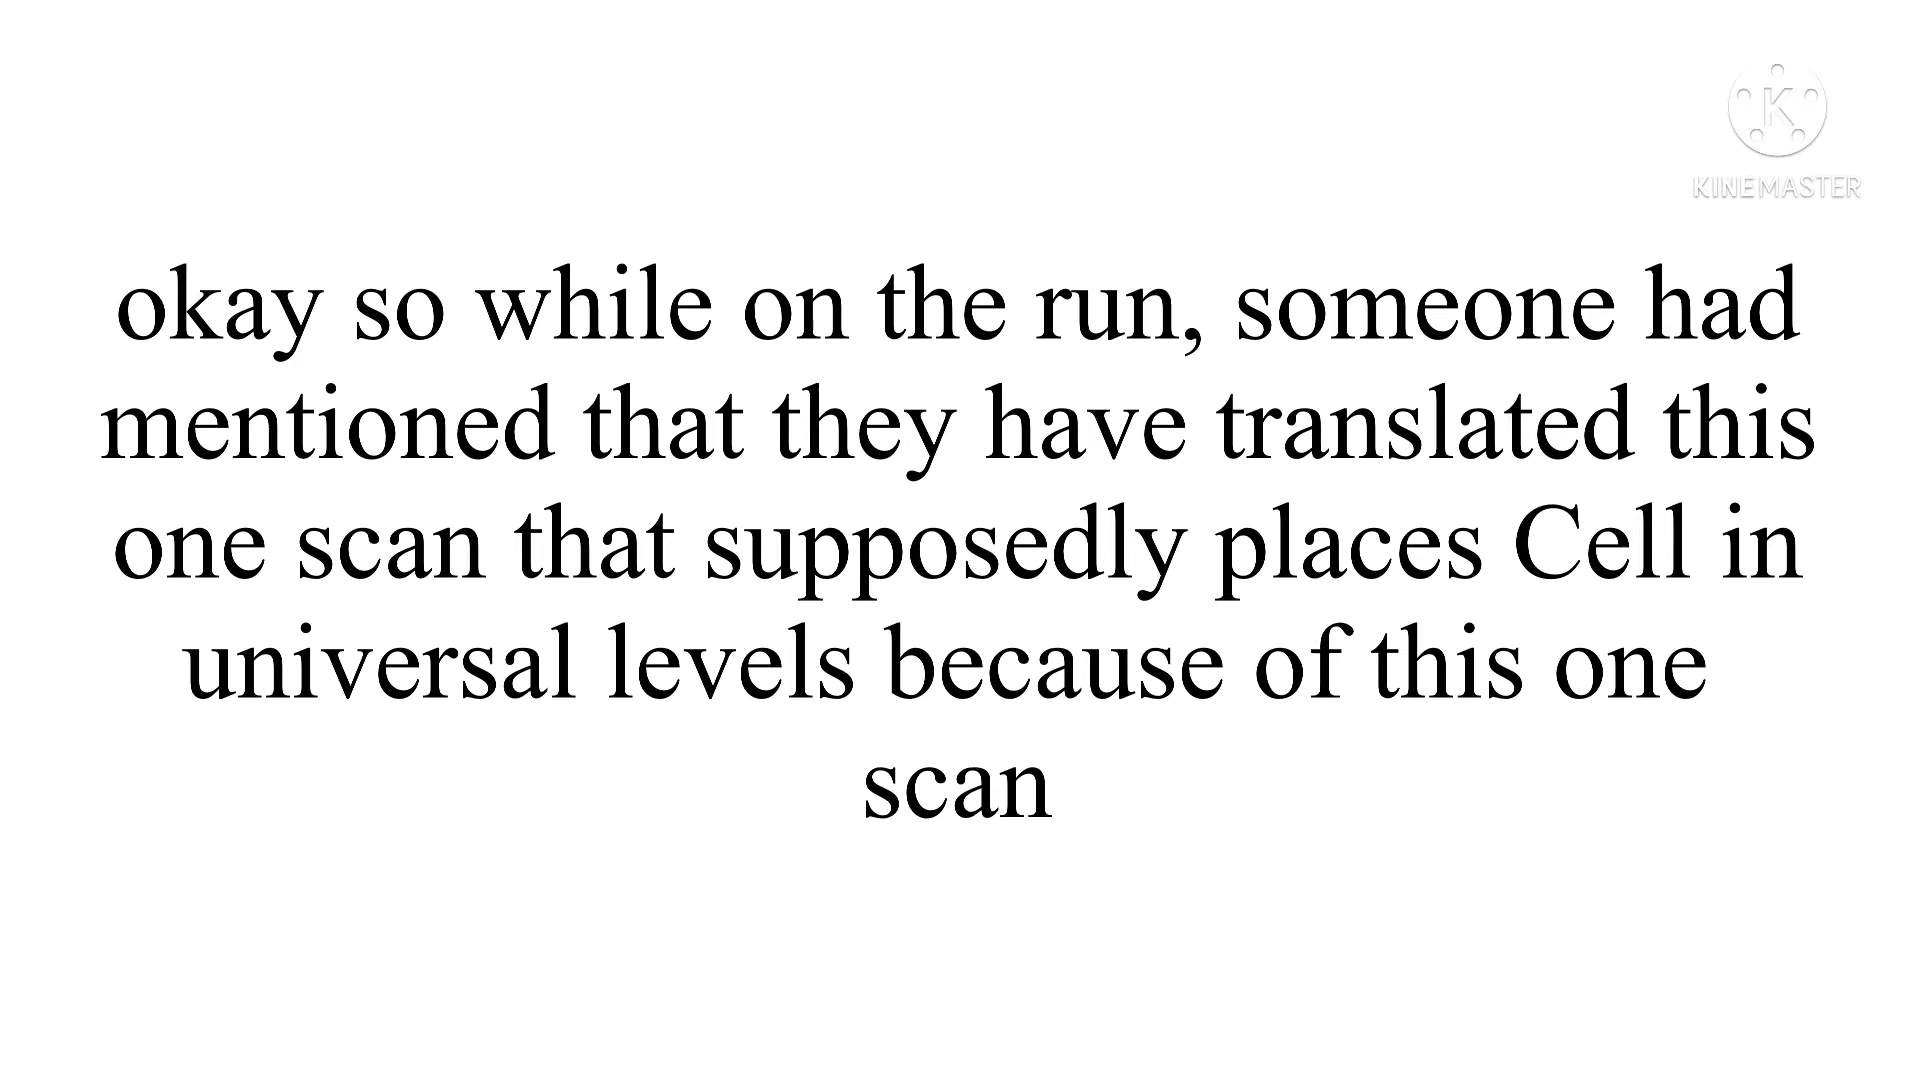 K
KINEMASTER
okay so while on the run, someone had
mentioned that they have translated this
one scan that supposedly places Cell in
universal levels because of this one
scan